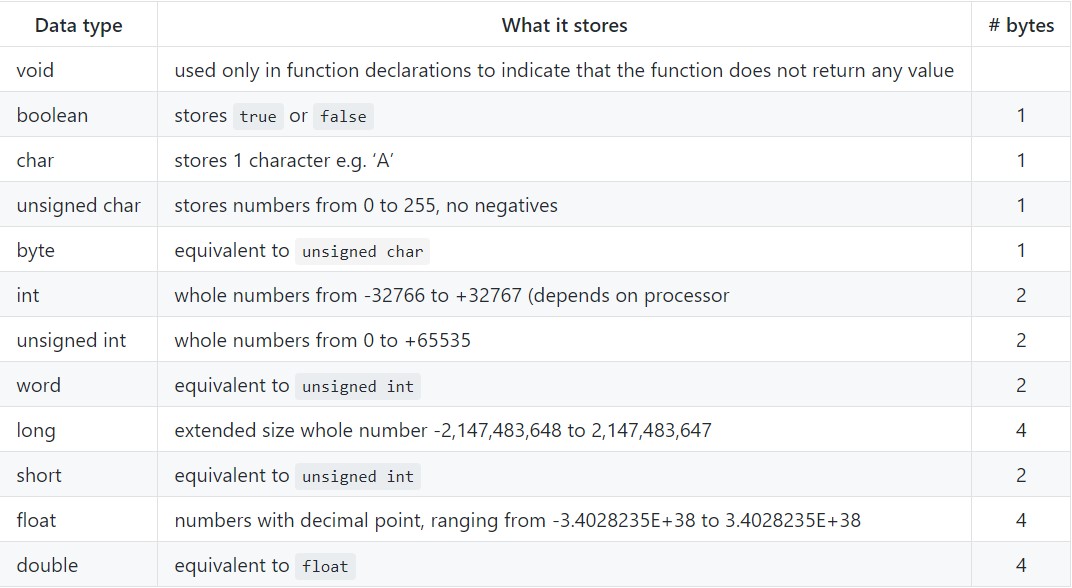 Data type What it stores # bytes
void used only in function declarations to indicate that the function does not return any value
boolean stores true or false 1
char stores 1 character e.g. ‘A’ 1
unsigned char stores numbers from 0 to 255, no negatives 1
byte equivalent to unsigned char 1
int whole numbers from -32766 to +32767 (depends on processor 2
unsigned int whole numbers from 0 to +65535 2
word equivalent to unsigned int 2
long extended size whole number -2,147,483,648 to 2,147,483,647 4
short equivalent to unsigned int 2
float numbers with decimal point, ranging from -3.4028235E+38 to 3.4028235E+38 4
double equivalent to float 4